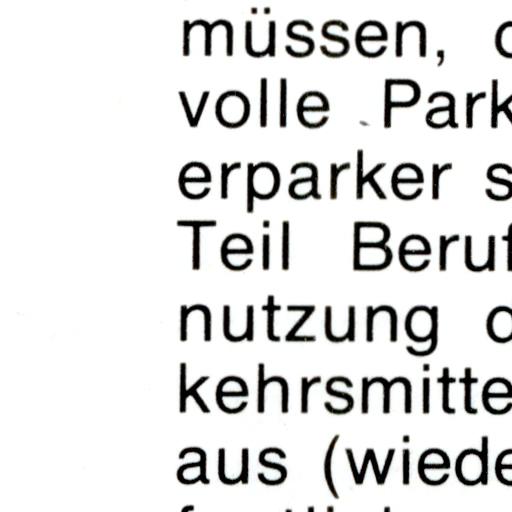 müssen,
volle Park
erparker s
Teil Beruf
nutzung
kehrsmitte
aus (wiede